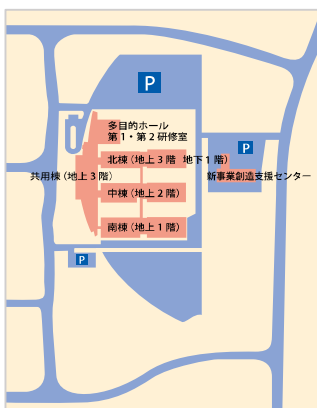 P
多目的ホール
第1・第2研修室
P
北棟（地上3階 地下1階）
共用棟（地上3階）
新事業創造支援センター
中棟（地上2階）
南棟（地上1階）
P